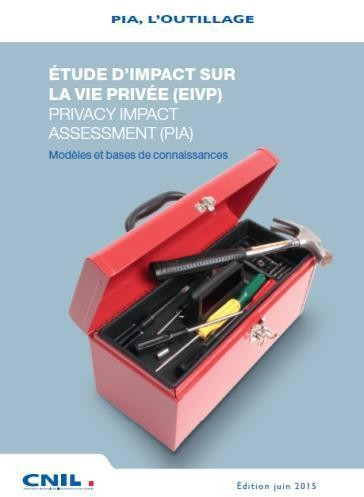 PIA, L'OUTILLAGE
ÉTUDE D'IMPACT SUR
LA VIE PRIVÉE (EIVP)
PRIVACY IMPACT
ASSESSMENT (PIA)
Modèles et bases de connaissances
CNIL
Édition juin 2015